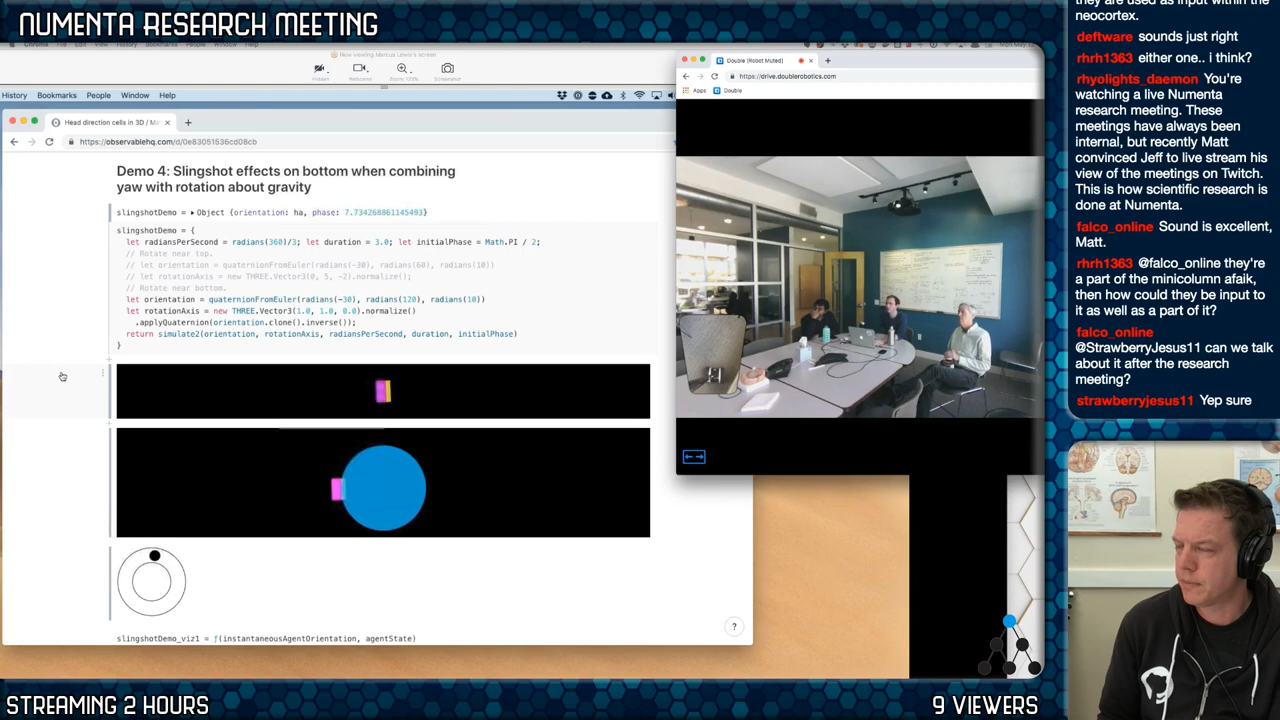 NUMENTA RESEARCH MEETING
Now viewing Marcus Lewis's screen
History Bookmarks People Window Help
Head direction cells in 3D / M
https://observablehq.com/d/0e83051536cd08cb
Demo 4: Slingshot effects on bottom when combining
yaw with rotation about gravity
slingshotDemo = ▸ Object {orientation: ha, phase: 7.734268861145493}
slingshotDemo = {
let radiansPerSecond = radians(360)/3; let duration = 3.0; let initialPhase = Math.PI / 2;
// Rotate near top.
// let orientation = quaternionFromEuler(radians(-30), radians(60), radians(10))
// let rotationAxis = new THREE.Vector3(0, 5, -2).normalize();
// Rotate near bottom.
let orientation = quaternionFromEuler(radians(-30), radians(120), radians(10))
let rotationAxis = new THREE.Vector3(1.0, 1.0, 0.0).normalize()
.applyQuaternion(orientation.clone().inverse());
return simulate2(orientation, rotationAxis, radiansPerSecond, duration, initialPhase)
}
slingshotDemo_viz1 = ƒ(instantaneousAgentOrientation, agentState)
?
Double (Robot Muted)
https://drive.doublerobotics.com
Apps Double
they are used as input within the
neocortex.
deftware sounds just right
rhrh1363 either one.. i think?
rhyolights_daemon You're
watching a live Numenta
research meeting. These
meetings have always been
internal, but recently Matt
convinced Jeff to live stream his
view of the meetings on Twitch.
This is how scientific research is
done at Numenta.
falco_online Sound is excellent,
Matt.
rhrh1363 @falco_online they're
a part of the minicolumn afaik,
then how could they be input to
it as well as a part of it?
falco_online
@StrawberryJesus11 can we talk
about it after the research
meeting?
strawberryjesus11 Yep sure
STREAMING 2 HOURS
9 VIEWERS